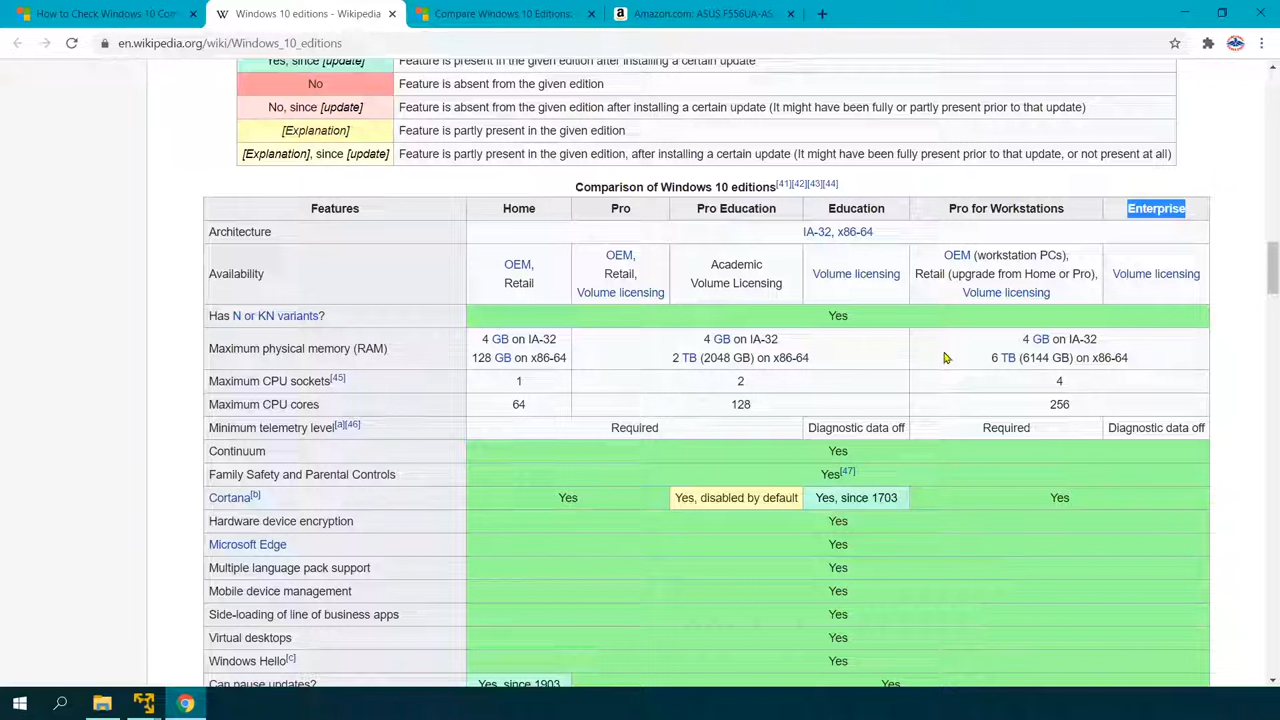 How to Check Windows 10 Com
Windows 10 editions - Wikipedia
Compare Windows 10 Editions:
Amazon.com: ASUS F556UA-AS
en.wikipedia.org/wiki/Windows_10_editions
Yes, since [update] Feature is present in the given edition after installing a certain update
No Feature is absent from the given edition
No, since [update] Feature is absent from the given edition after installing a certain update (It might have been fully or partly present prior to that update)
[Explanation] Feature is partly present in the given edition
[Explanation], since [update] Feature is partly present in the given edition, after installing a certain update (It might have been fully present prior to that update, or not present at all)
Comparison of Windows 10 editions[41][42][43][44]
Features Home Pro Pro Education Education Pro for Workstations Enterprise
Architecture IA-32, x86-64
Availability
OEM,
Retail
OEM,
Retail,
Volume licensing
Academic
Volume Licensing
Volume licensing
OEM (workstation PCs),
Retail (upgrade from Home or Pro),
Volume licensing
Volume licensing
Has N or KN variants? Yes
Maximum physical memory (RAM)
4 GB on IA-32
128 GB on x86-64
4 GB on IA-32
2 TB (2048 GB) on x86-64
4 GB on IA-32
6 TB (6144 GB) on x86-64
Maximum CPU sockets[45] 1 2 4
Maximum CPU cores 64 128 256
Minimum telemetry level[a][46] Required Diagnostic data off Required Diagnostic data off
Continuum Yes
Family Safety and Parental Controls Yes[47]
Cortana[b] Yes Yes, disabled by default Yes, since 1703 Yes
Hardware device encryption Yes
Microsoft Edge Yes
Multiple language pack support Yes
Mobile device management Yes
Side-loading of line of business apps Yes
Virtual desktops Yes
Windows Hello[c] Yes
Can pause updates? Yes, since 1903 Yes